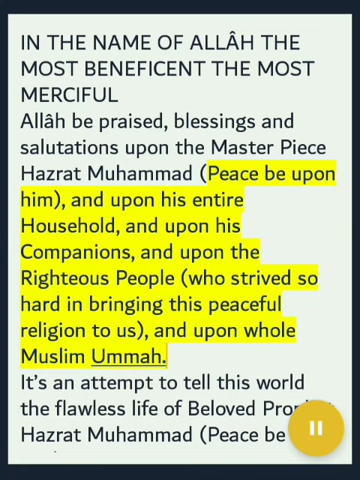 IN THE NAME OF ALLÂH THE
MOST BENEFICENT THE MOST
MERCIFUL
Allâh be praised, blessings and
salutations upon the Master Piece
Hazrat Muhammad (Peace be upon
him), and upon his entire
Household, and upon his
Companions, and upon the
Righteous People (who strived so
hard in bringing this peaceful
religion to us), and upon whole
Muslim Ummah.
It's an attempt to tell this world
the flawless life of Beloved
Hazrat Muhammad (Peace be